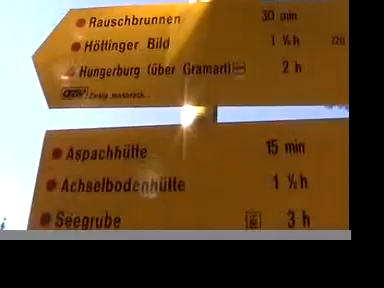 Rauschbrunnen 30 min
Höttinger Bild 1 ½ h
Hungerburg (über Gramart) 2 h
Aspachhütte 15 min
Achselbodenhütte 1 ½ h
Seegrube 3 h